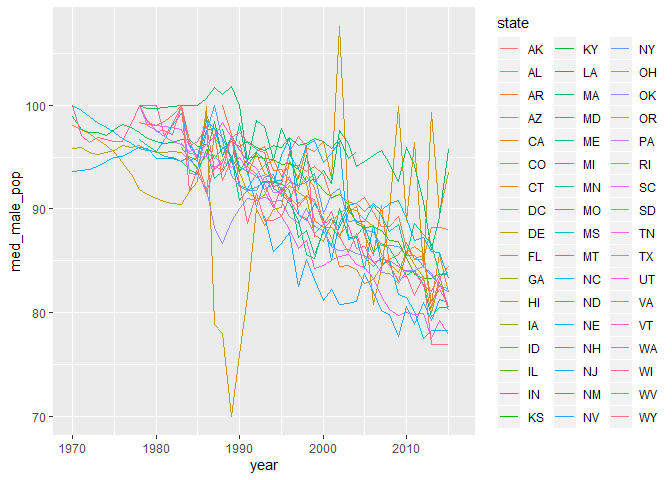 state
AK KY NY
AL LA OH
AR MA OK
AZ MD OR
CA ME PA
CO MI RI
CT MN SC
DC MO SD
DE MS TN
FL MT TX
GA NC UT
HI ND VA
IA NE VT
ID NH WA
IL NJ WI
IN NM WV
KS NV WY
med_male_pop
100
90
80
70
1970 1980 1990 2000 2010
year